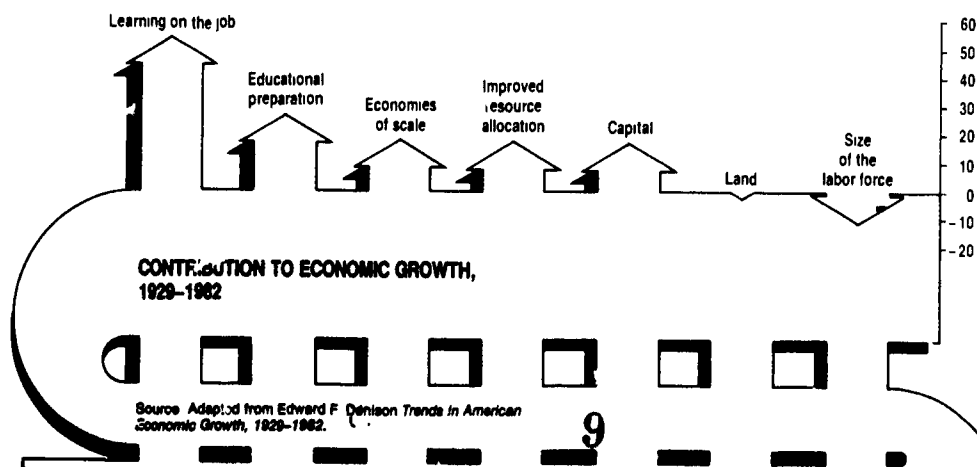 Learning on the job
Educational
preparation
Economies
of scale
Improved
resource
allocation
Capital
Land
Size
of the
labor force
60
50
40
30
20
10
0
-10
-20
CONTRIBUTION TO ECONOMIC GROWTH,
1929–1982
Source Adapted from Edward F Denison Trends in American
Economic Growth, 1929–1982.
9